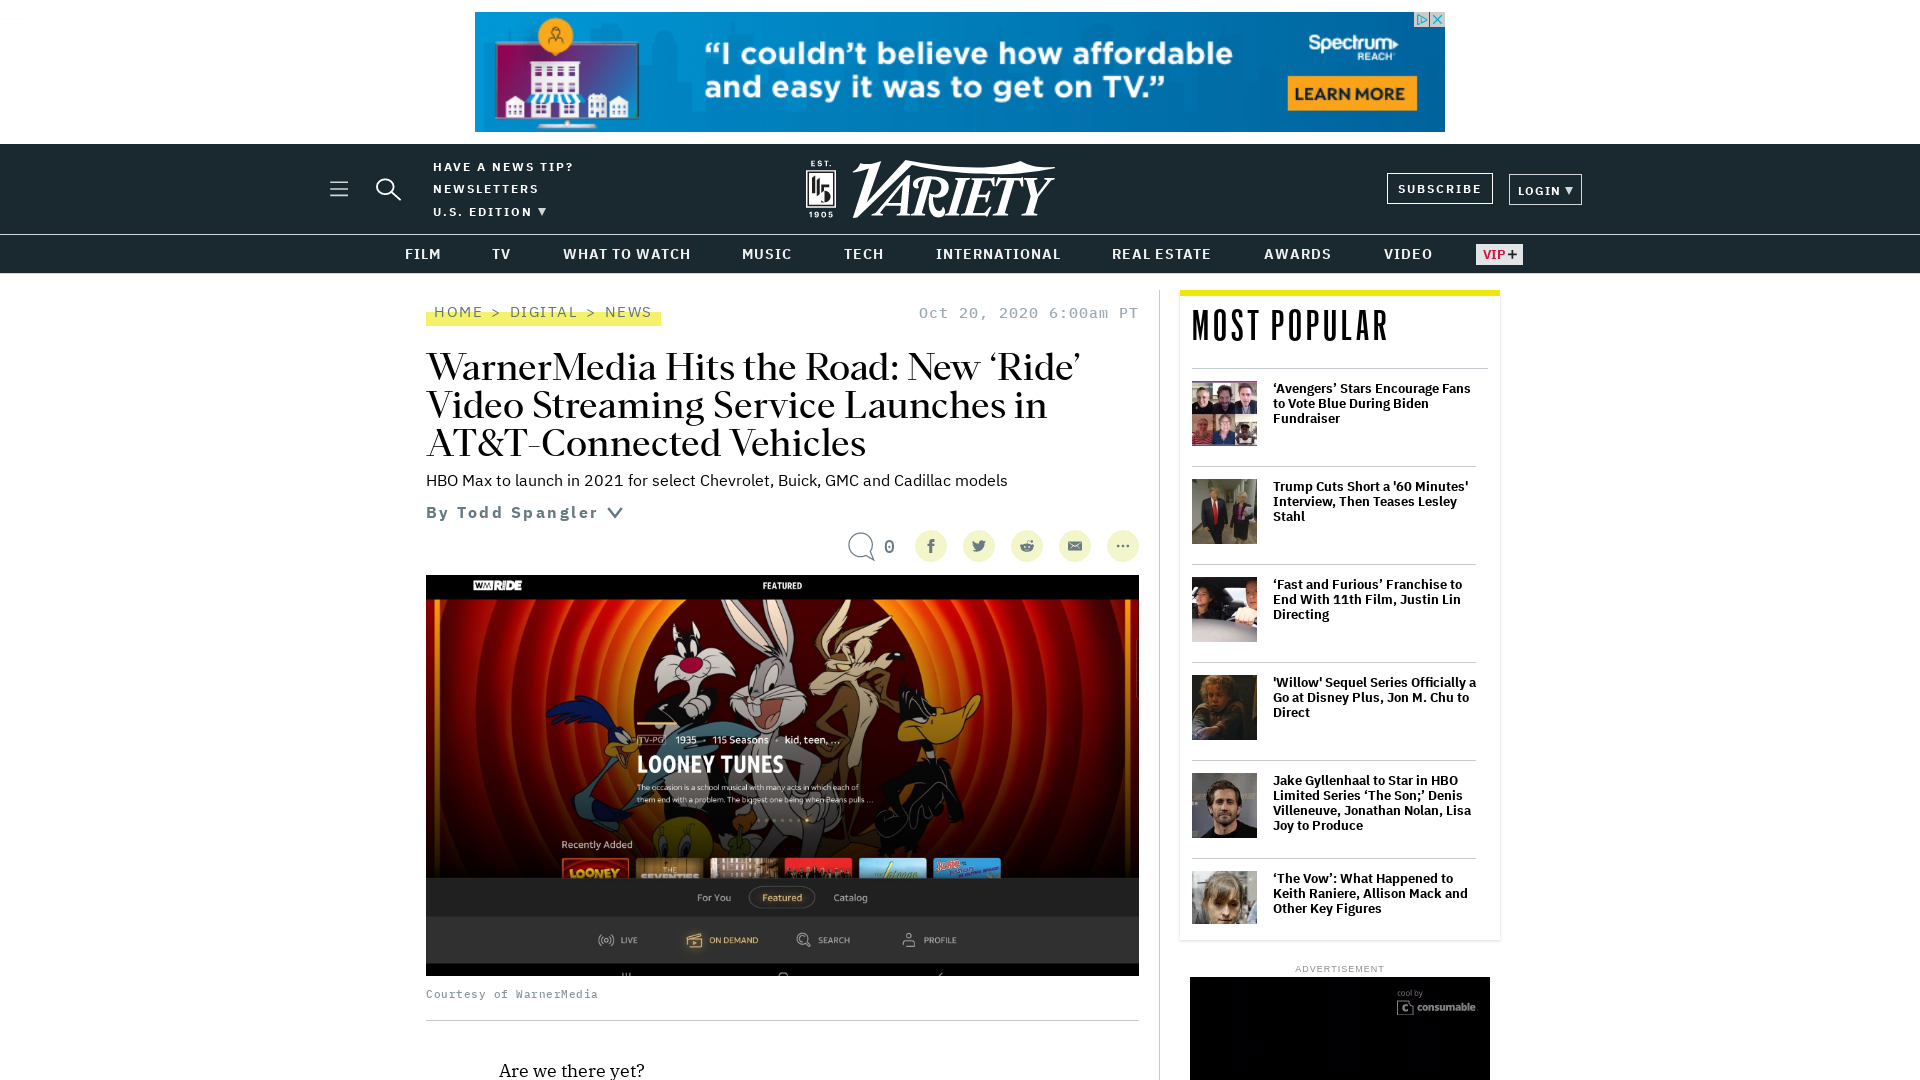 “I couldn’t believe how affordable
and easy it was to get on TV.”
Spectrum
REACH
LEARN MORE
HAVE A NEWS TIP?
NEWSLETTERS
U.S. EDITION ▼
EST.
115
1905
VARIETY
SUBSCRIBE
LOGIN ▼
FILM
TV
WHAT TO WATCH
MUSIC
TECH
INTERNATIONAL
REAL ESTATE
AWARDS
VIDEO
VIP+
HOME > DIGITAL > NEWS
Oct 20, 2020 6:00am PT
WarnerMedia Hits the Road: New ‘Ride’
Video Streaming Service Launches in
AT&T-Connected Vehicles
HBO Max to launch in 2021 for select Chevrolet, Buick, GMC and Cadillac models
By Todd Spangler
0
WM RIDE
FEATURED
TV-PG 1935 · 115 Seasons · kid, teen, ...
LOONEY TUNES
The occasion is a school musical with many acts in which each of
them end with a problem. The biggest one being when Beans pulls ...
Recently Added
LOONEY
THE
SEVENTIES
For You
Featured
Catalog
LIVE
ON DEMAND
SEARCH
PROFILE
Courtesy of WarnerMedia
Are we there yet?
MOST POPULAR
‘Avengers’ Stars Encourage Fans
to Vote Blue During Biden
Fundraiser
Trump Cuts Short a '60 Minutes'
Interview, Then Teases Lesley
Stahl
‘Fast and Furious’ Franchise to
End With 11th Film, Justin Lin
Directing
'Willow' Sequel Series Officially a
Go at Disney Plus, Jon M. Chu to
Direct
Jake Gyllenhaal to Star in HBO
Limited Series ‘The Son;’ Denis
Villeneuve, Jonathan Nolan, Lisa
Joy to Produce
‘The Vow’: What Happened to
Keith Raniere, Allison Mack and
Other Key Figures
ADVERTISEMENT
cool by
consumable